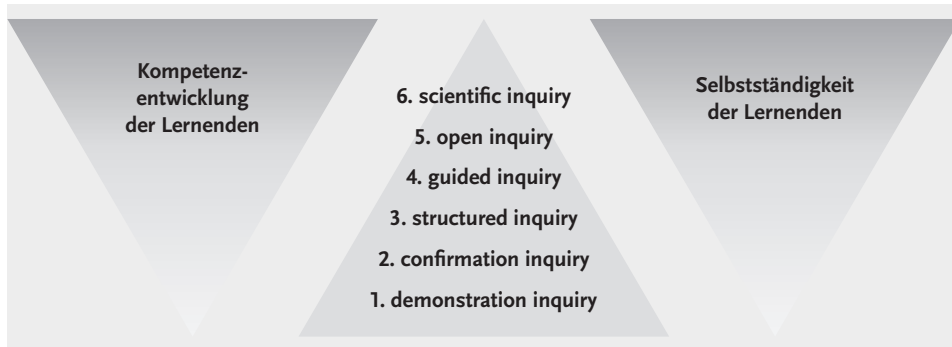 Kompetenz-
entwicklung
der Lernenden
6. scientific inquiry
5. open inquiry
4. guided inquiry
3. structured inquiry
2. confirmation inquiry
1. demonstration inquiry
Selbstständigkeit
der Lernenden